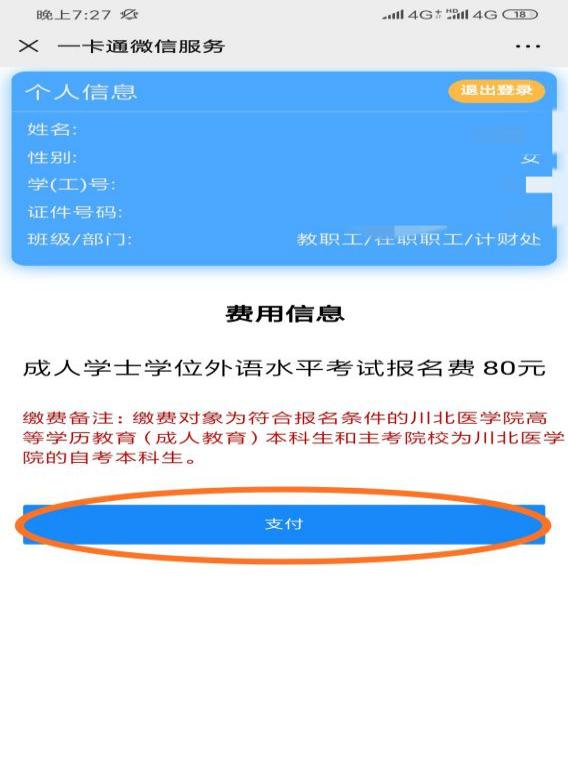 晚上7:27
4G+ HD 4G 18
一卡通微信服务
个人信息
退出登录
姓名:
性别: 女
学(工)号:
证件号码:
班级/部门: 教职工/在职职工/计财处
费用信息
成人学士学位外语水平考试报名费 80元
缴费备注：缴费对象为符合报名条件的川北医学院高
等学历教育（成人教育）本科生和主考院校为川北医学
院的自考本科生。
支付